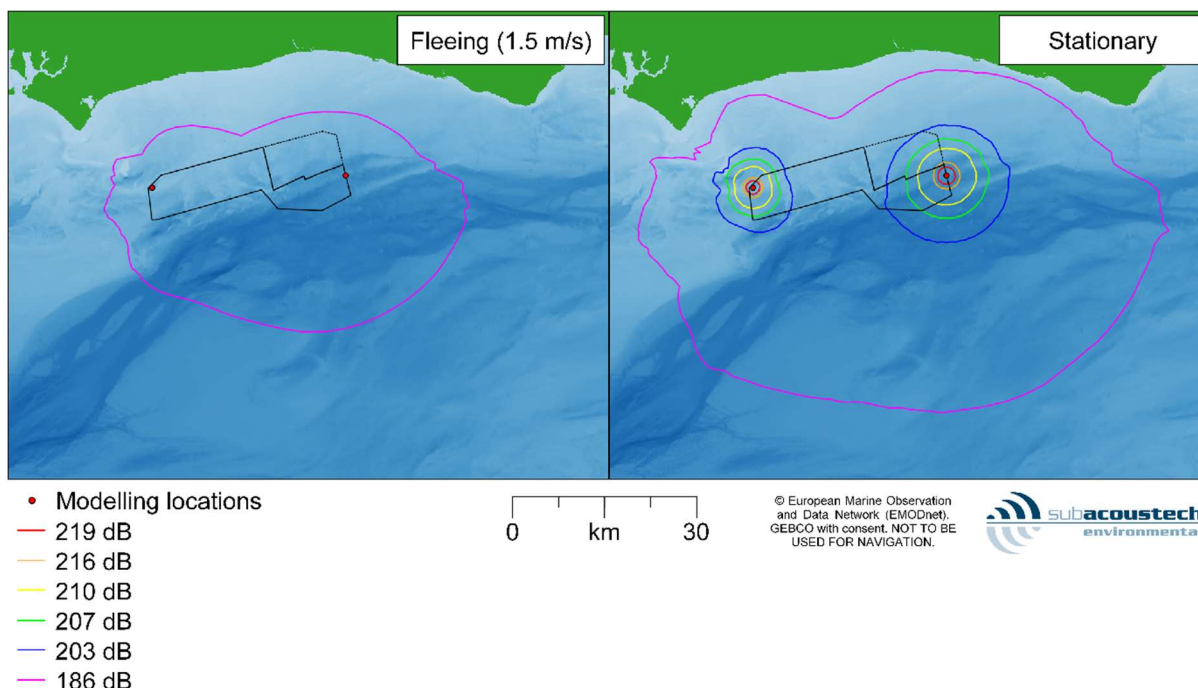 Fleeing (1.5 m/s)
Stationary
Modelling locations
219 dB
216 dB
210 dB
207 dB
203 dB
186 dB
0 km 30
© European Marine Observation
and Data Network (EMODnet).
GEBCO with consent. NOT TO BE
USED FOR NAVIGATION.
subacoustech
environmental